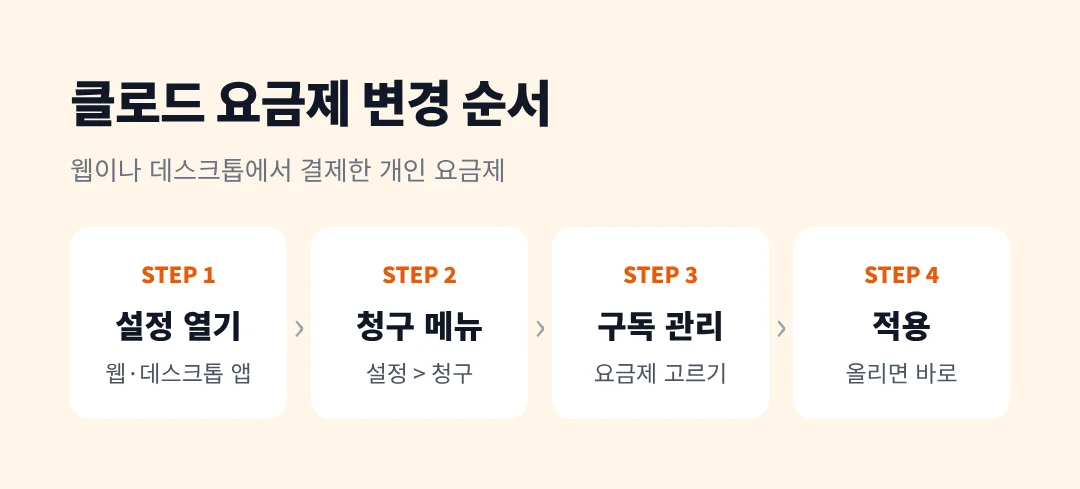 클로드 요금제 변경 순서
웹이나 데스크톱에서 결제한 개인 요금제
STEP 1
설정 열기
웹·데스크톱 앱
›
STEP 2
청구 메뉴
설정 > 청구
›
STEP 3
구독 관리
요금제 고르기
›
STEP 4
적용
올리면 바로